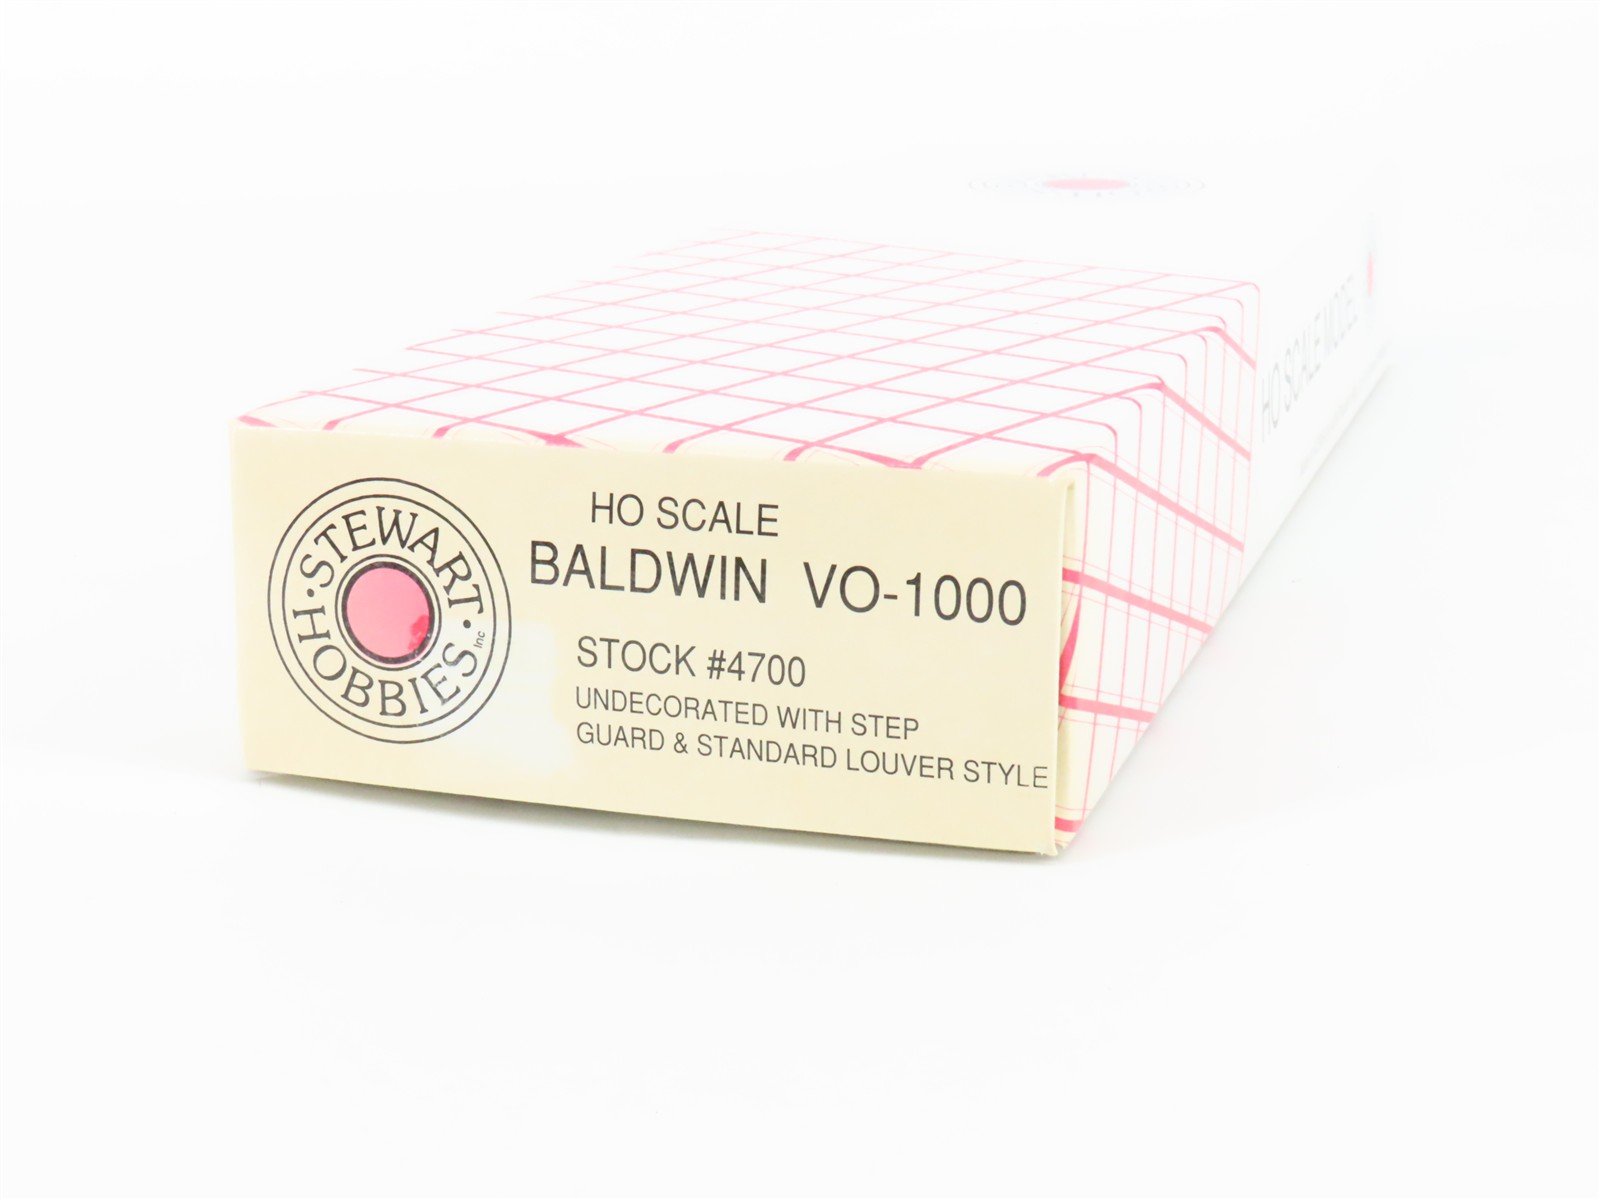 STEWART
HOBBIES Inc
HO SCALE
BALDWIN VO-1000
STOCK #4700
UNDECORATED WITH STEP
GUARD & STANDARD LOUVER STYLE
HO SCALE MODEL